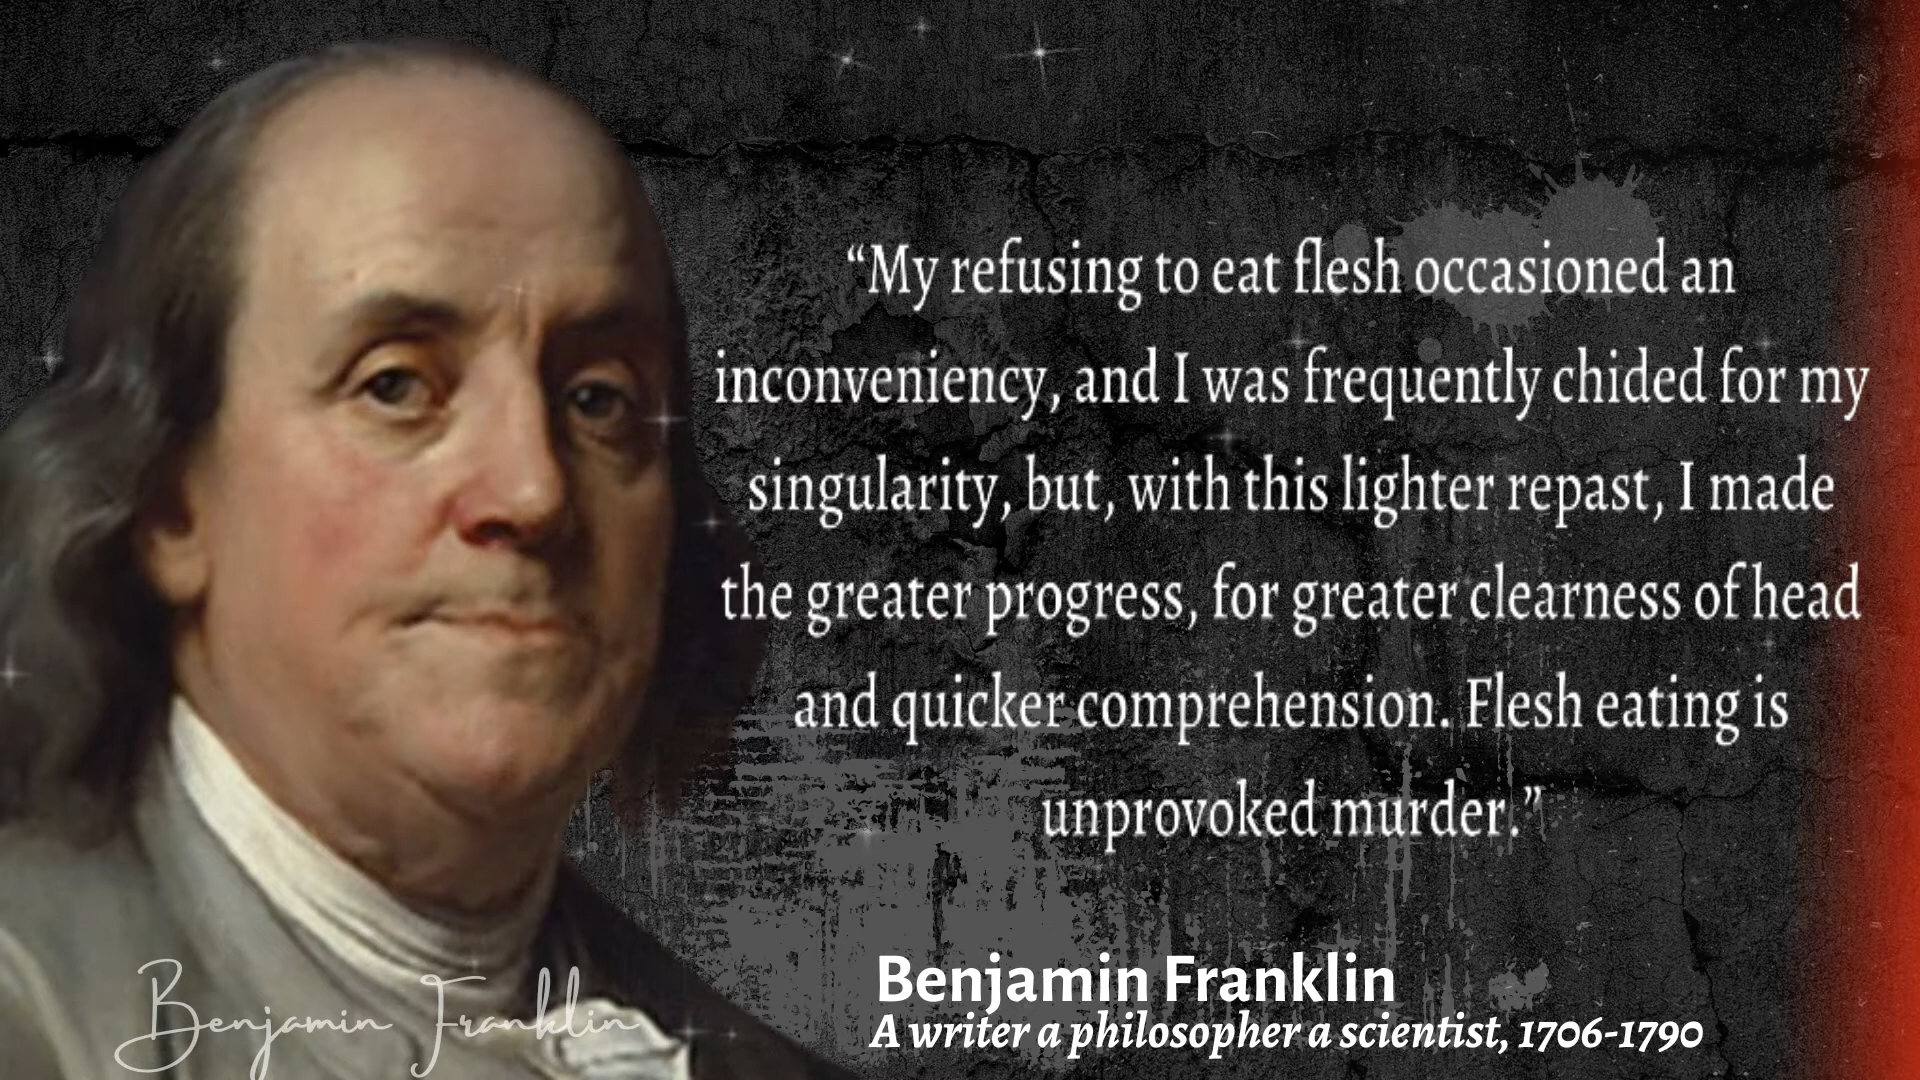 “My refusing to eat flesh occasioned an
inconveniency, and I was frequently chided for my
singularity, but, with this lighter repast, I made
the greater progress, for greater clearness of head
and quicker comprehension. Flesh eating is
unprovoked murder.”
Benjamin Franklin
A writer a philosopher a scientist, 1706-1790
Benjamin Franklin